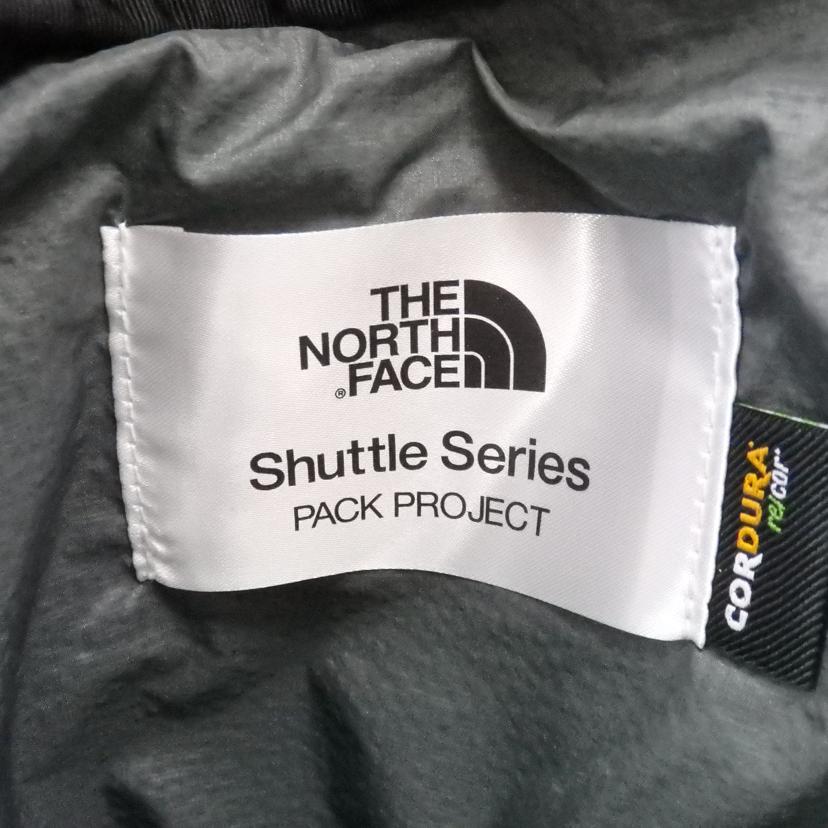 THE
NORTH
®FACE
Shuttle Series
PACK PROJECT
CORDURA
re/cor